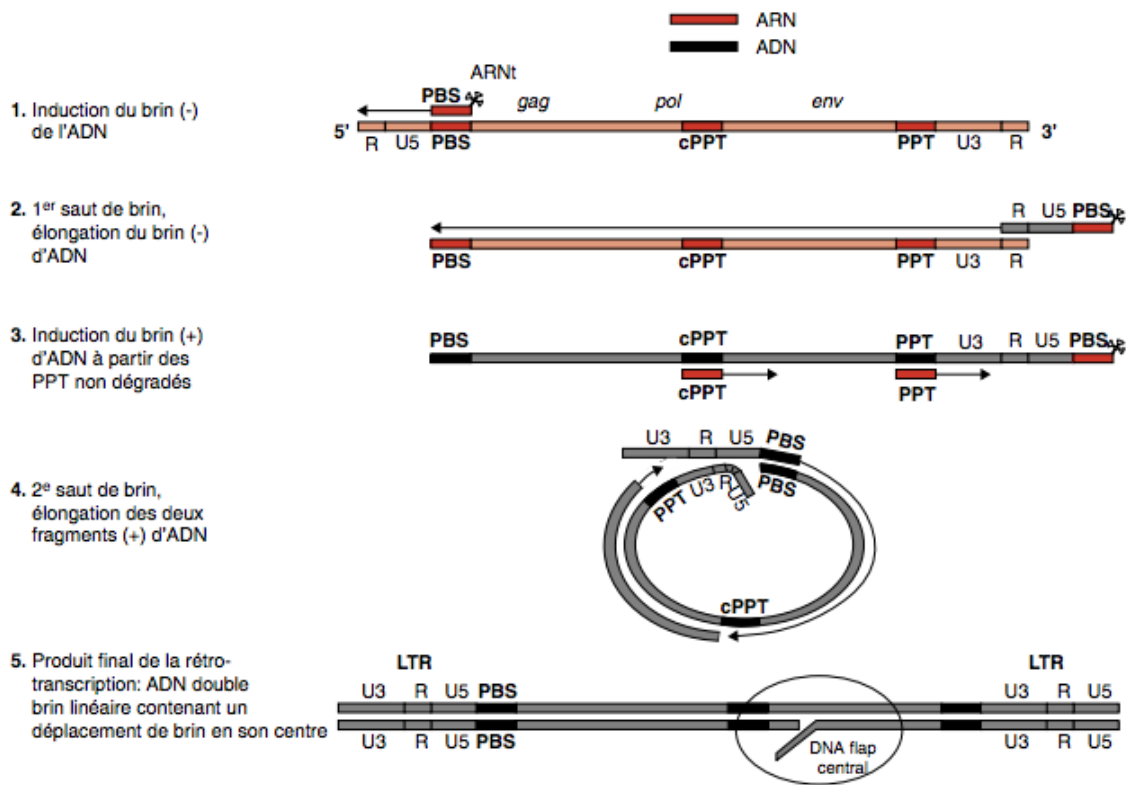 ARN
ADN
1. Induction du brin (-)
de l'ADN
ARNt
PBS
gag
pol
env
5'
3'
R
U5
PBS
cPPT
PPT
U3
R
2. 1er saut de brin,
élongation du brin (-)
d'ADN
R
U5
PBS
PBS
cPPT
PPT
U3
R
3. Induction du brin (+)
d'ADN à partir des
PPT non dégradés
PBS
cPPT
PPT
U3
R
U5
PBS
cPPT
PPT
4. 2e saut de brin,
élongation des deux
fragments (+) d'ADN
U3
R
U5
PBS
PPT
U3
R
U5
PBS
cPPT
5. Produit final de la rétro-
transcription: ADN double
brin linéaire contenant un
déplacement de brin en son centre
LTR
LTR
U3
R
U5
PBS
U3
R
U5
U3
R
U5
PBS
DNA flap
central
U3
R
U5